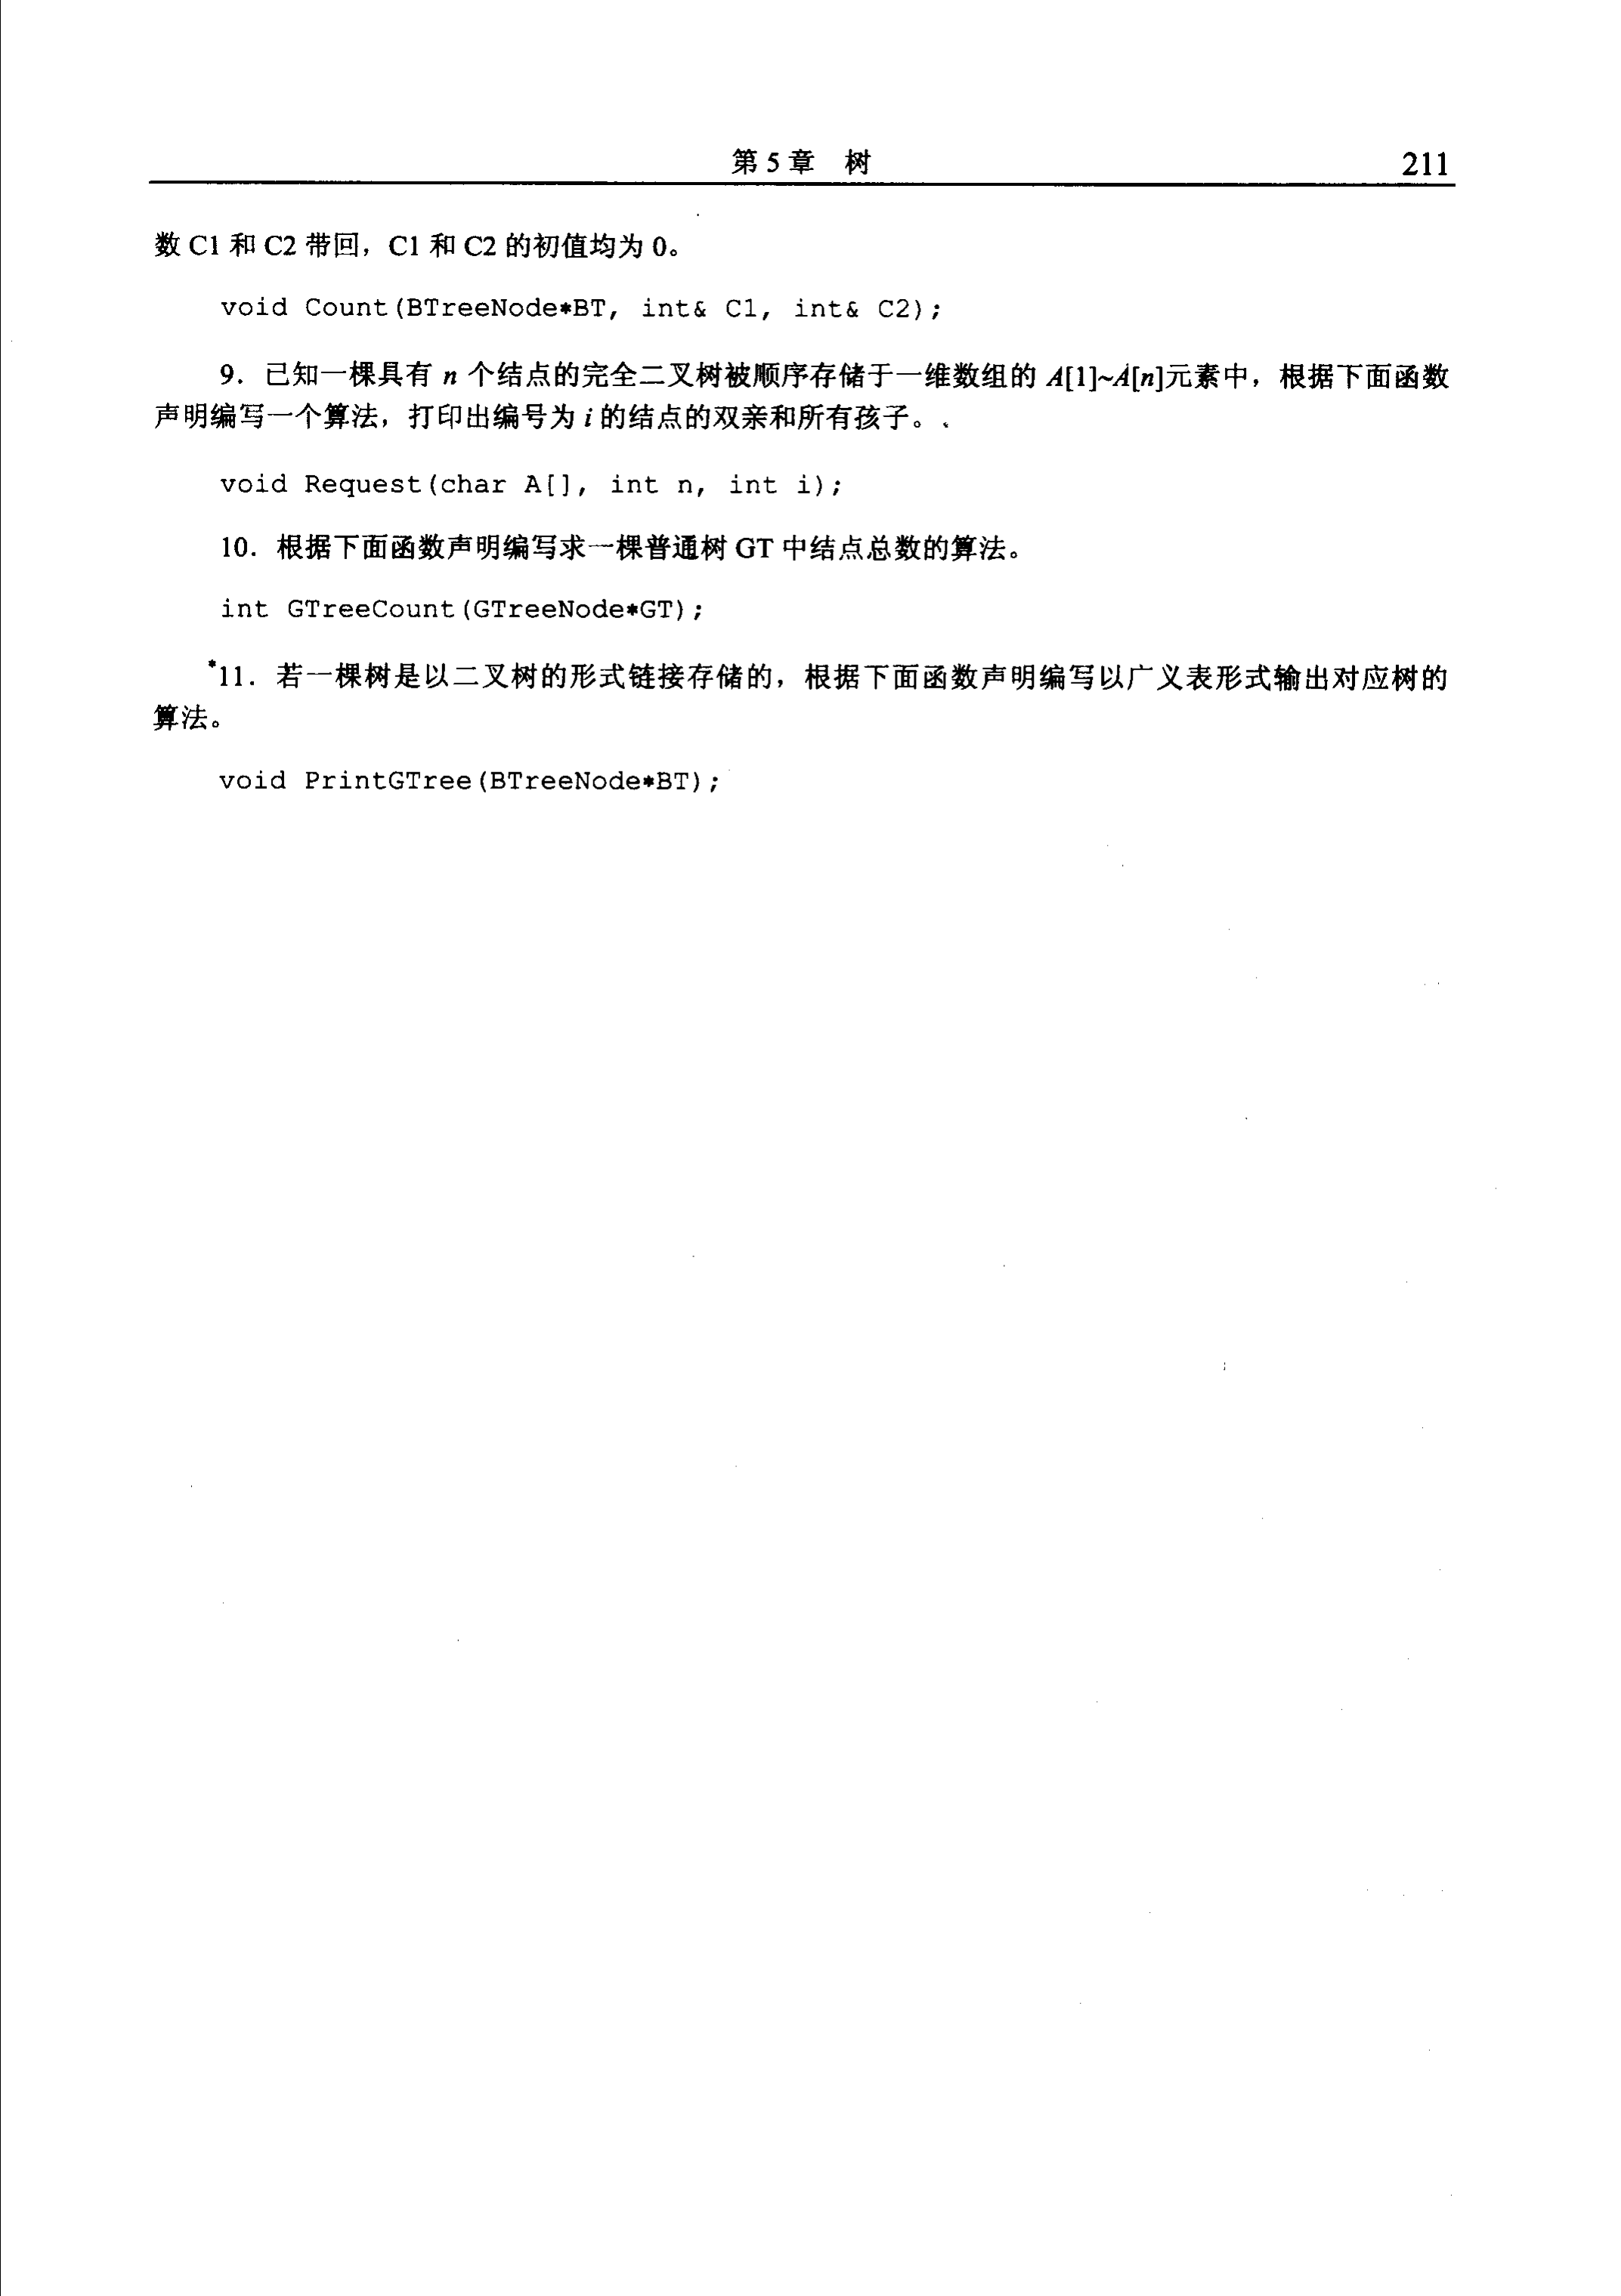 第 5 章 树 211
数 C1 和 C2 带回，C1 和 C2 的初值均为 0。
void Count(BTreeNode*BT, int& C1, int& C2);
9．已知一棵具有 n 个结点的完全二叉树被顺序存储于一维数组的 A[1]~A[n]元素中，根据下面函数
声明编写一个算法，打印出编号为 i 的结点的双亲和所有孩子。
void Request(char A[], int n, int i);
10．根据下面函数声明编写求一棵普通树 GT 中结点总数的算法。
int GTreeCount(GTreeNode*GT);
*11．若一棵树是以二叉树的形式链接存储的，根据下面函数声明编写以广义表形式输出对应树的
算法。
void PrintGTree(BTreeNode*BT);